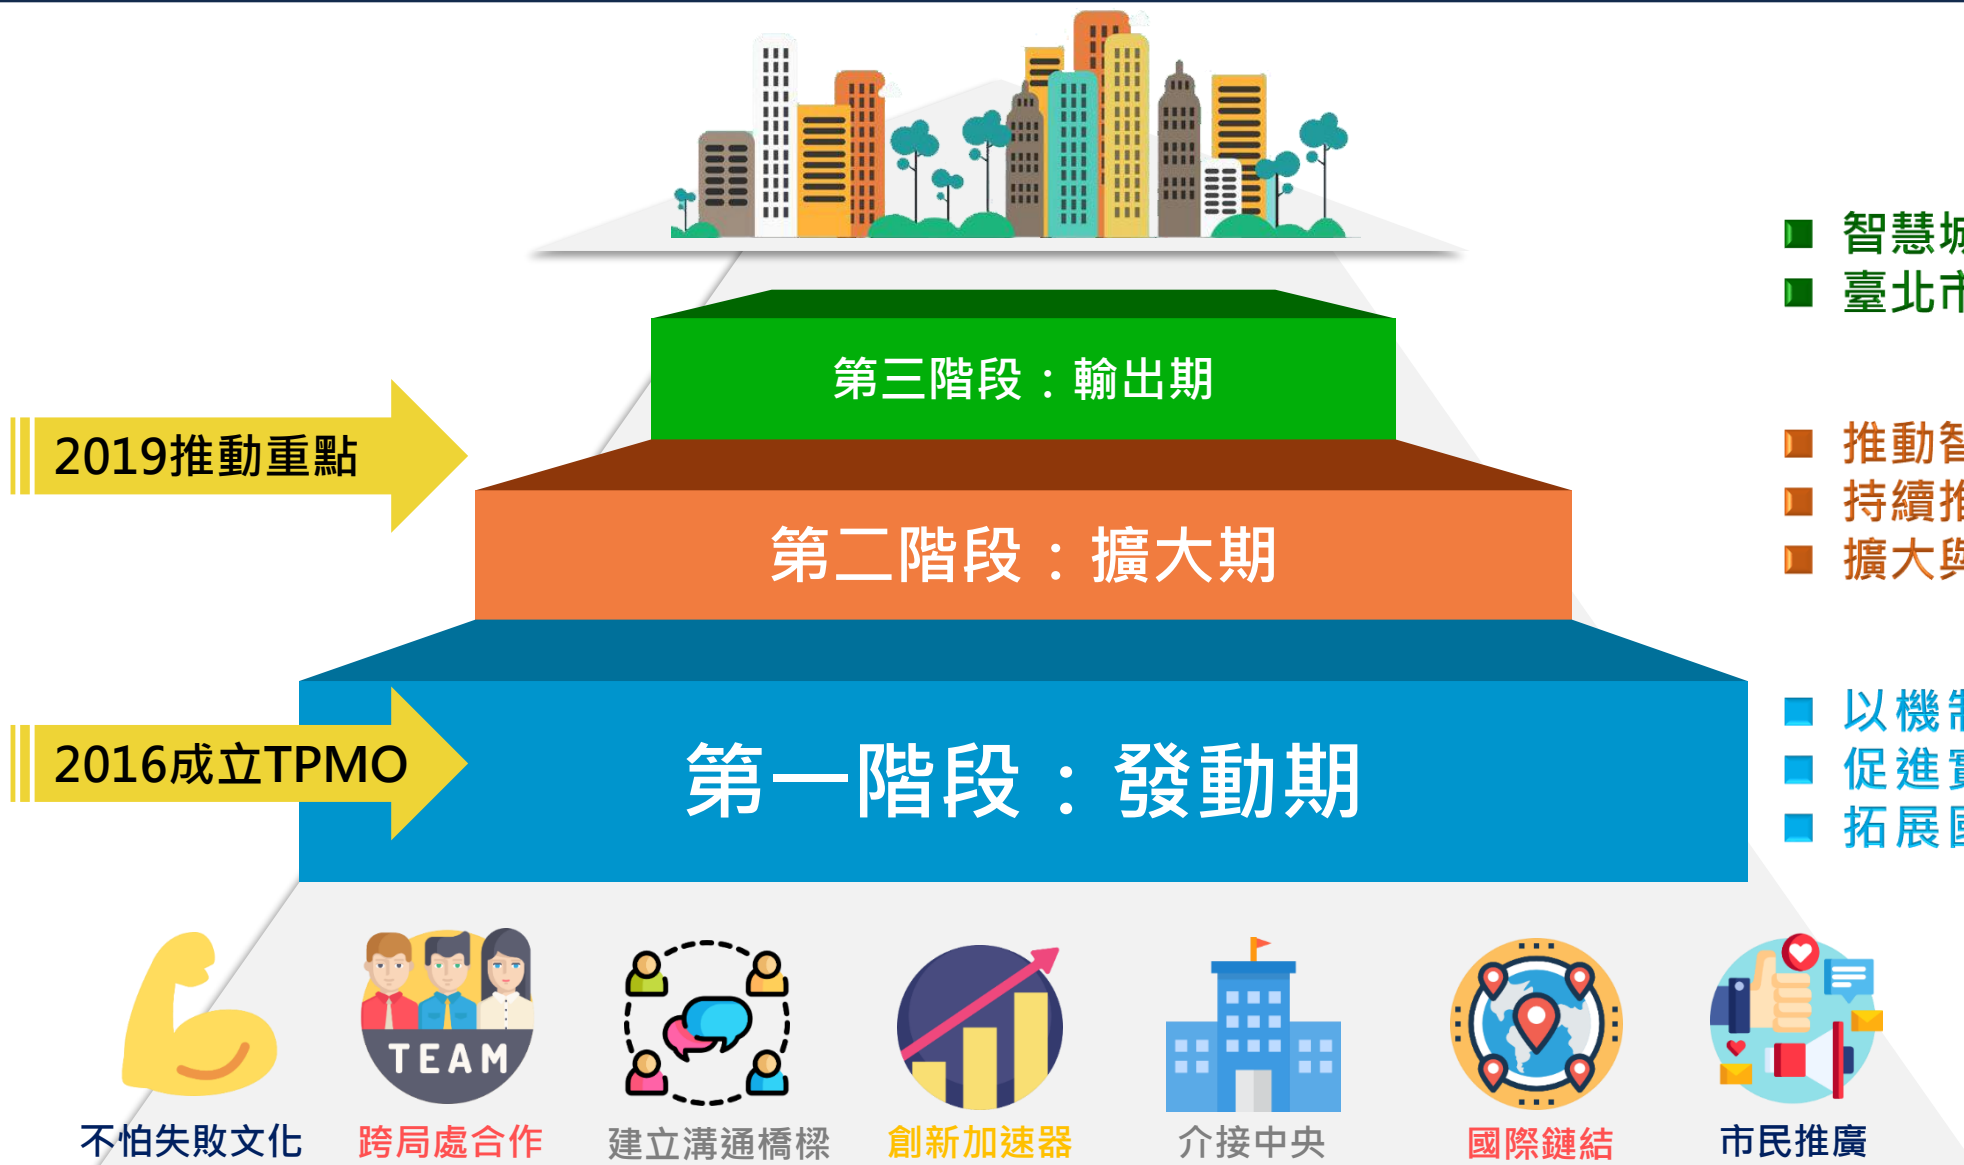 智慧城
臺北市
第三階段：輸出期
2019推動重點
推動智
持續推
擴大與
第二階段：擴大期
2016成立TPMO
第一階段：發動期
以機制
促進實
拓展國
TEAM
不怕失敗文化
跨局處合作
建立溝通橋樑
創新加速器
介接中央
國際鏈結
市民推廣